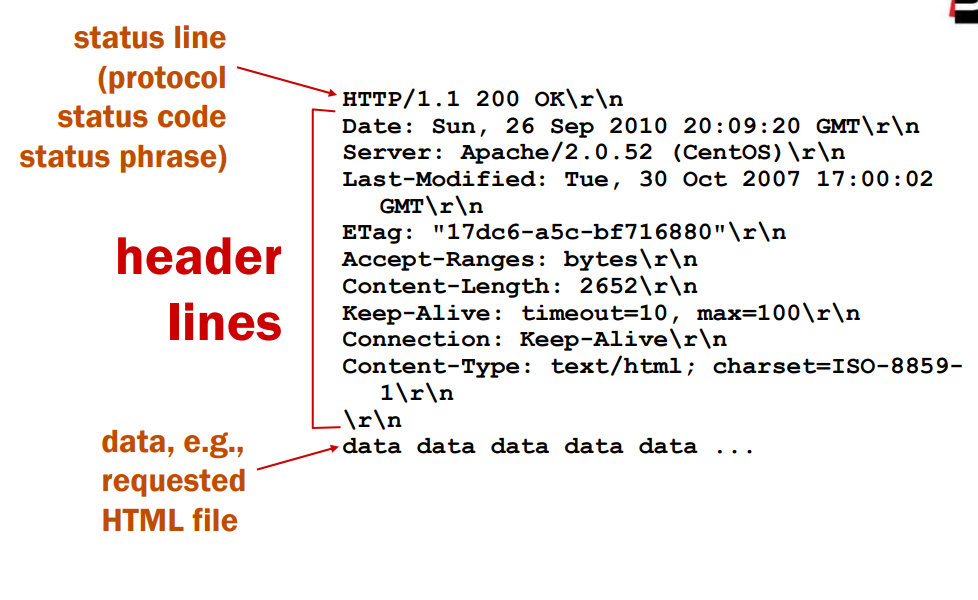 status line
(protocol
status code
status phrase)
HTTP/1.1 200 OK\r\n
Date: Sun, 26 Sep 2010 20:09:20 GMT\r\n
Server: Apache/2.0.52 (CentOS)\r\n
Last-Modified: Tue, 30 Oct 2007 17:00:02
GMT\r\n
ETag: "17dc6-a5c-bf716880"\r\n
Accept-Ranges: bytes\r\n
Content-Length: 2652\r\n
Keep-Alive: timeout=10, max=100\r\n
Connection: Keep-Alive\r\n
Content-Type: text/html; charset=ISO-8859-
1\r\n
\r\n
data data data data data ...
header
lines
data, e.g.,
requested
HTML file